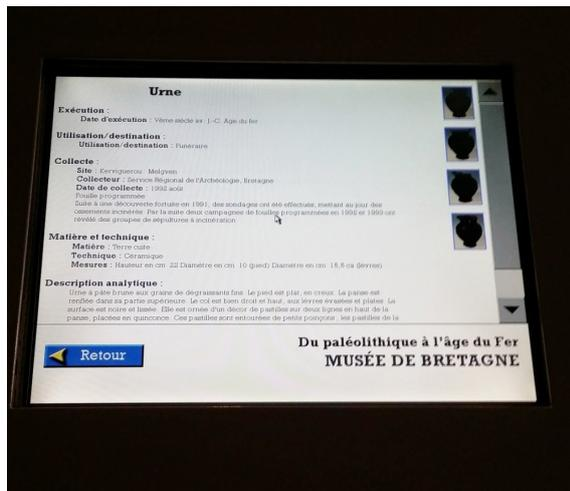 Urne
Exécution :
Date d'exécution : Vème siècle av. J.-C. Age du fer
Utilisation/destination :
Utilisation/destination : Funéraire
Collecte :
Site : Kerviguerou Melgven
Collecteur : Service Régional de l'Archéologie, Bretagne
Date de collecte : 1992 août
Fouille programmée
Suite à une découverte fortuite en 1991, des sondages ont été effectués, mettant au jour des
ossements incinérés. Par la suite deux campagnes de fouilles programmées en 1992 et 1993 ont
révélé des groupes de sépultures à incinération
Matière et technique :
Matière : Terre cuite
Technique : Céramique
Mesures : Hauteur en cm 22 Diamètre en cm 10 (pied) Diamètre en cm (lèvres)
Description analytique :
Urne à pâte brune aux grains de dégraissants fins. Le pied est plat, en creux. La panse est
renflée dans sa partie supérieure. Le col est bien droit et haut, aux lèvres évasées et plates. La
surface est noire et lissée. Elle est ornée d'un décor de pastilles sur deux lignes en haut de la
panse, placées en quinconce. Ces pastilles sont entourées de petits poinçons, les pastilles de la
Retour
Du paléolithique à l'âge du Fer
MUSÉE DE BRETAGNE